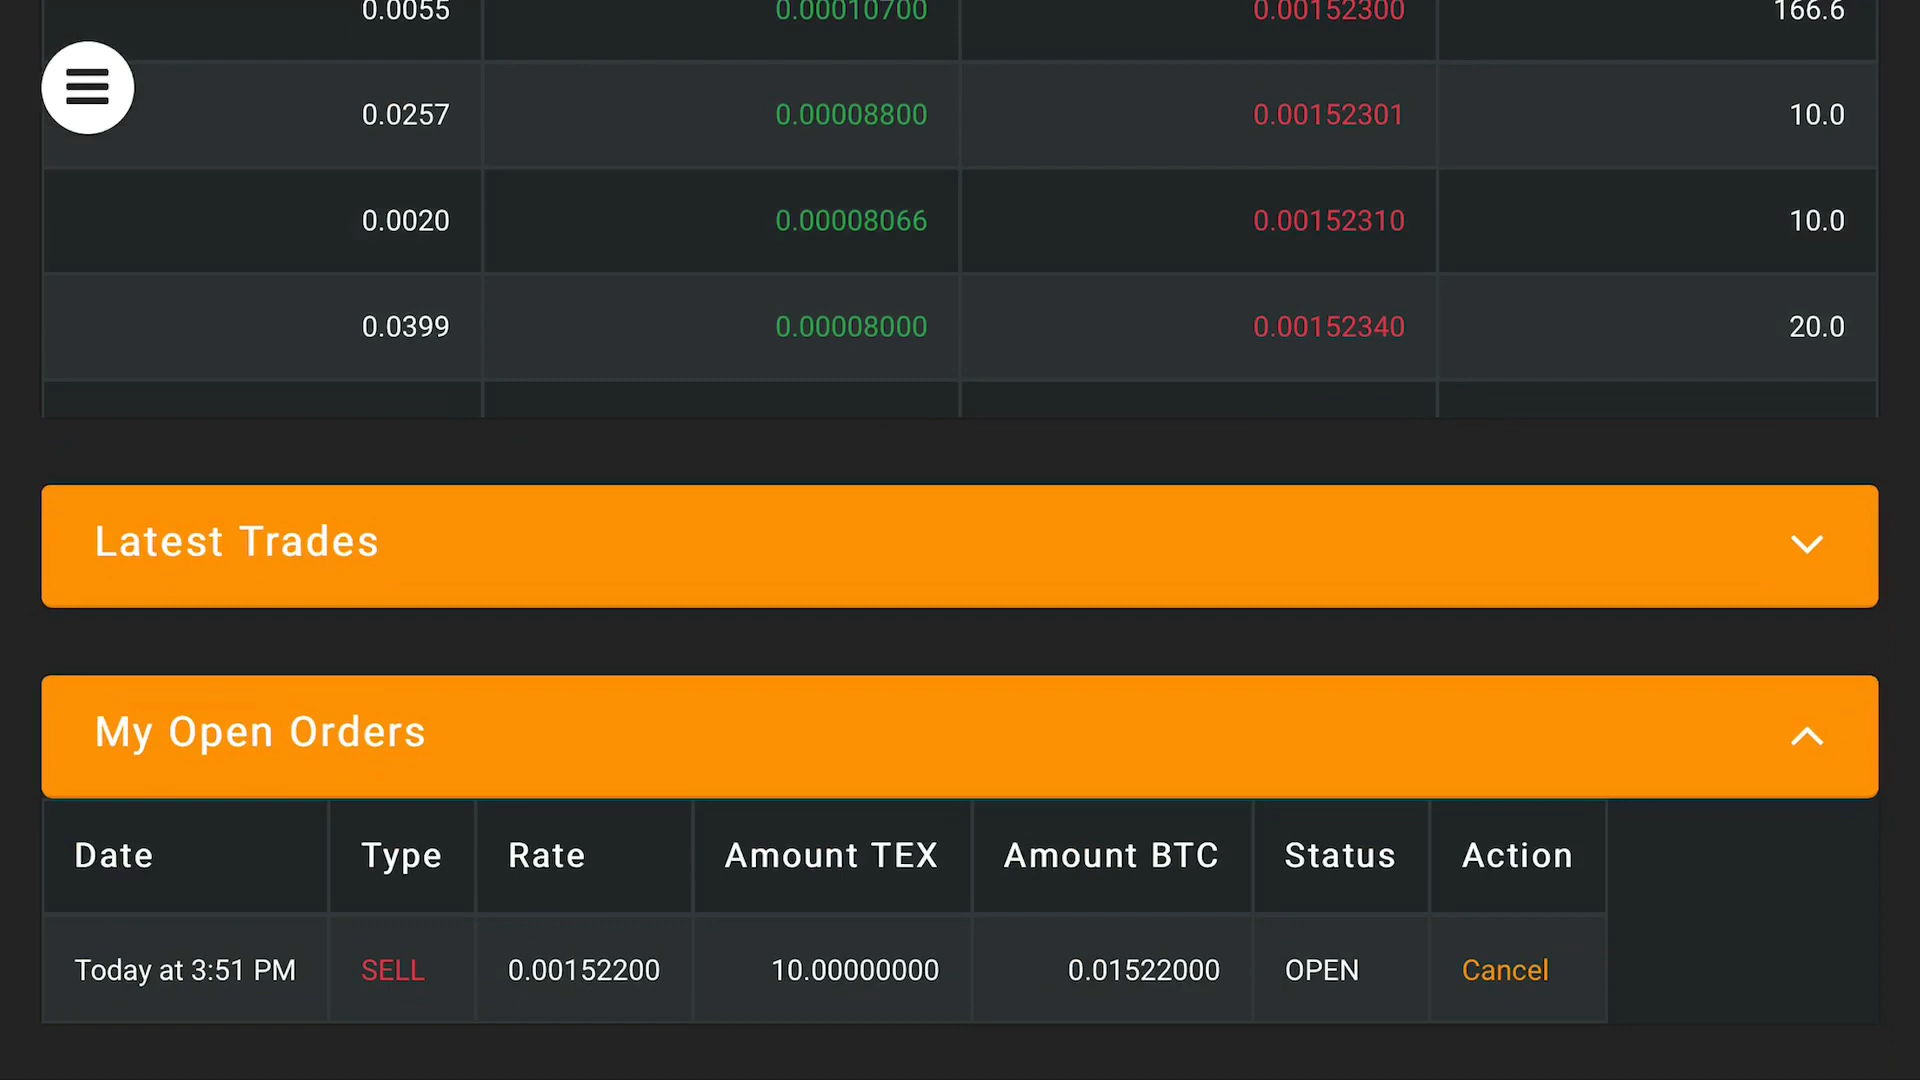 0.0055 0.00010700 0.00152300 166.6
0.0257 0.00008800 0.00152301 10.0
0.0020 0.00008066 0.00152310 10.0
0.0399 0.00008000 0.00152340 20.0
Latest Trades
My Open Orders
Date Type Rate Amount TEX Amount BTC Status Action
Today at 3:51 PM SELL 0.00152200 10.00000000 0.01522000 OPEN Cancel